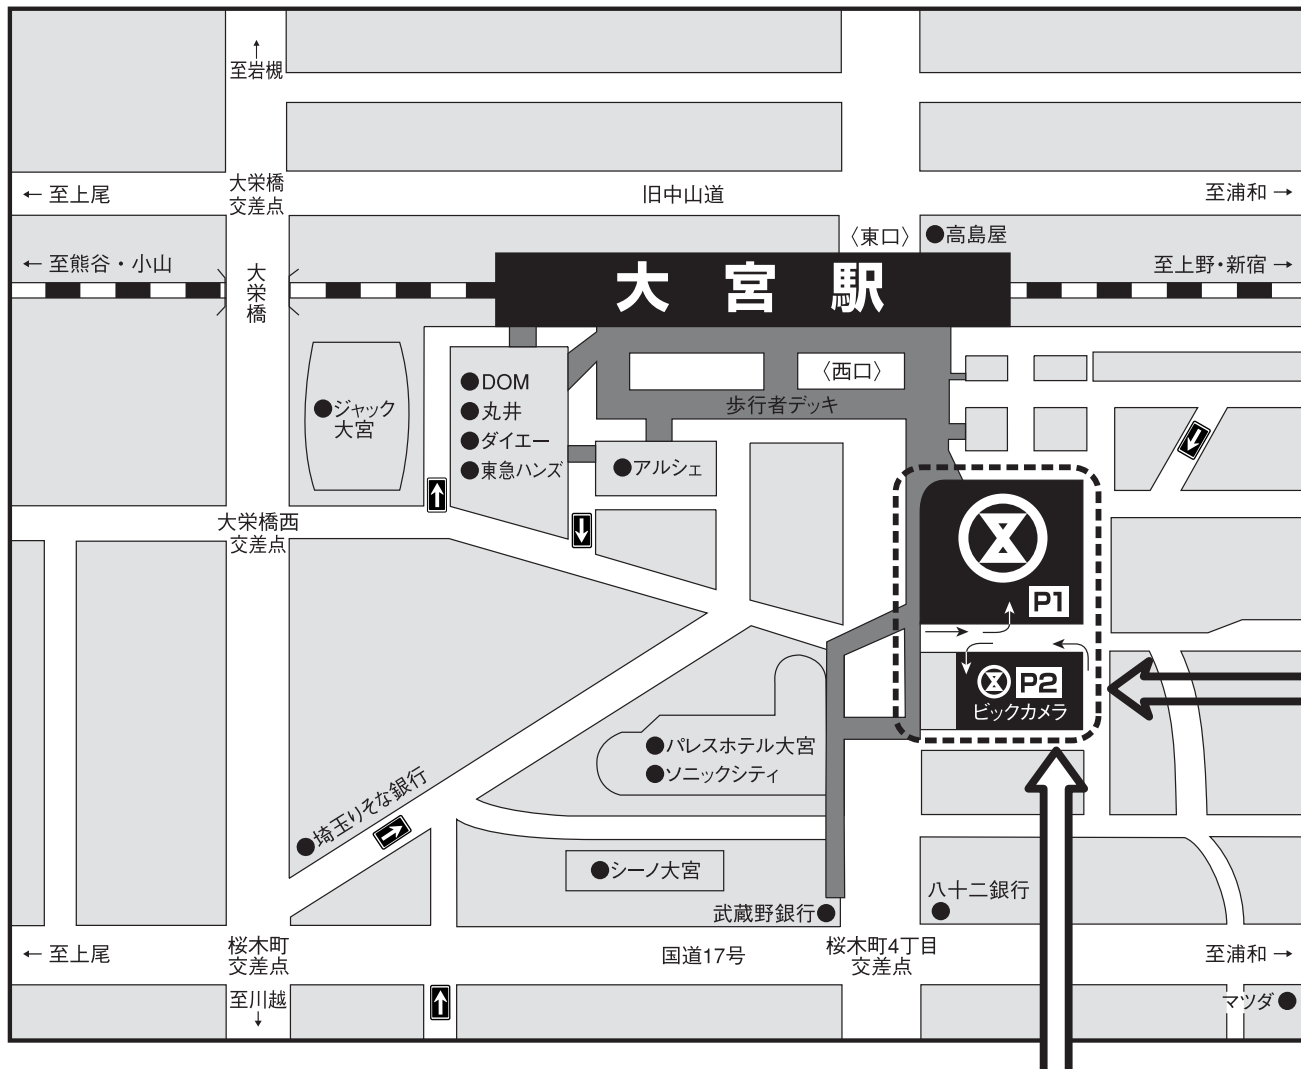 ↑
至岩槻
← 至上尾
大栄橋
交差点
旧中山道
至浦和 →
〈東口〉
●高島屋
← 至熊谷・小山
大栄橋
大宮駅
至上野・新宿 →
●DOM
●丸井
●ダイエー
●東急ハンズ
●ジャック
大宮
〈西口〉
歩行者デッキ
●アルシェ
大栄橋西
交差点
P1
P2
ビックカメラ
●パレスホテル大宮
●ソニックシティ
●埼玉りそな銀行
●シーノ大宮
武蔵野銀行●
八十二銀行
●
← 至上尾
桜木町
交差点
国道17号
桜木町4丁目
交差点
至浦和 →
至川越
↓
マツダ●